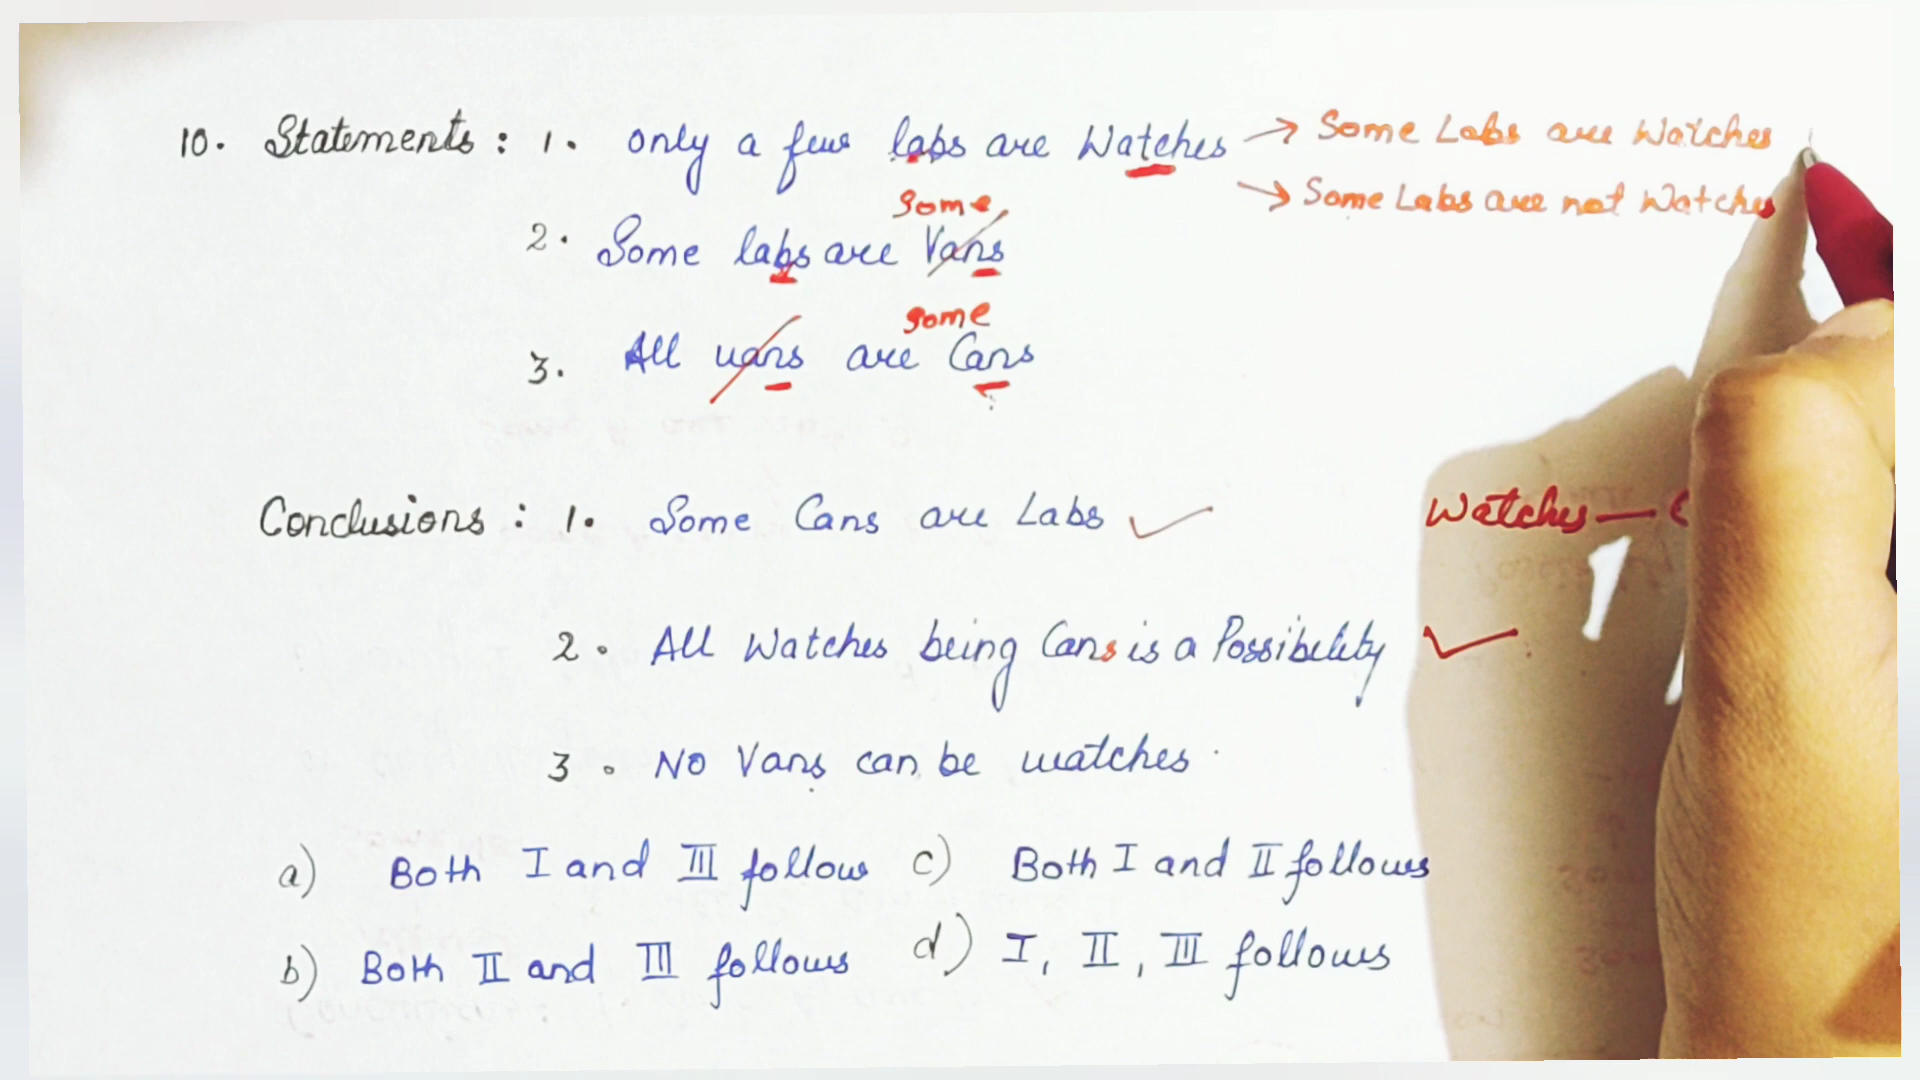 10. Statements : 1. only a few labs are Watches → Some Labs are Watches
→ Some Labs are not Watches
some
2. Some labs are Vans
some
3. All vans are Cans
Conclusions : 1. Some Cans are Labs ✓
Watches —
2. All Watches being Cans is a Possibility ✓
3. No Vans can be watches.
a) Both I and III follow c) Both I and II follows
b) Both II and III follows d) I, II, III follows